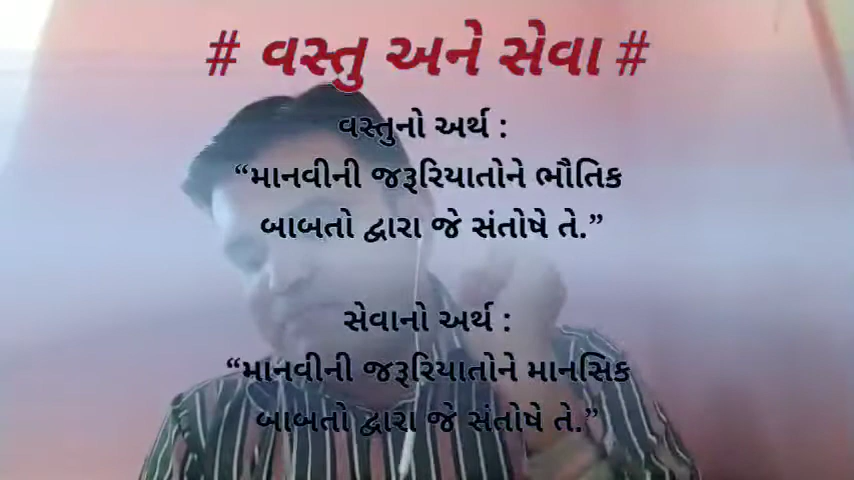 # વસ્તુ અને સેવા #
વસ્તુનો અર્થ :
“માનવીની જરૂરિયાતોને ભૌતિક
બાબતો દ્વારા જે સંતોષે તે.”
સેવાનો અર્થ :
“માનવીની જરૂરિયાતોને માનસિક
બાબતો દ્વારા જે સંતોષે તે.”